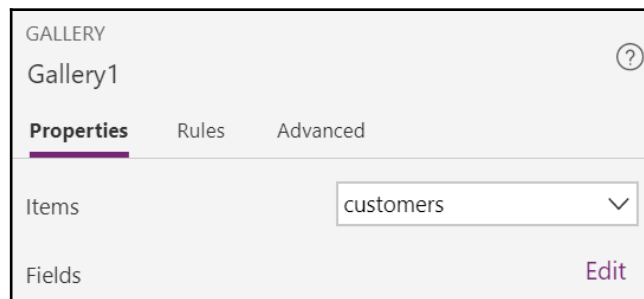 GALLERY
Gallery1
?
Properties Rules Advanced
Items customers
Fields Edit